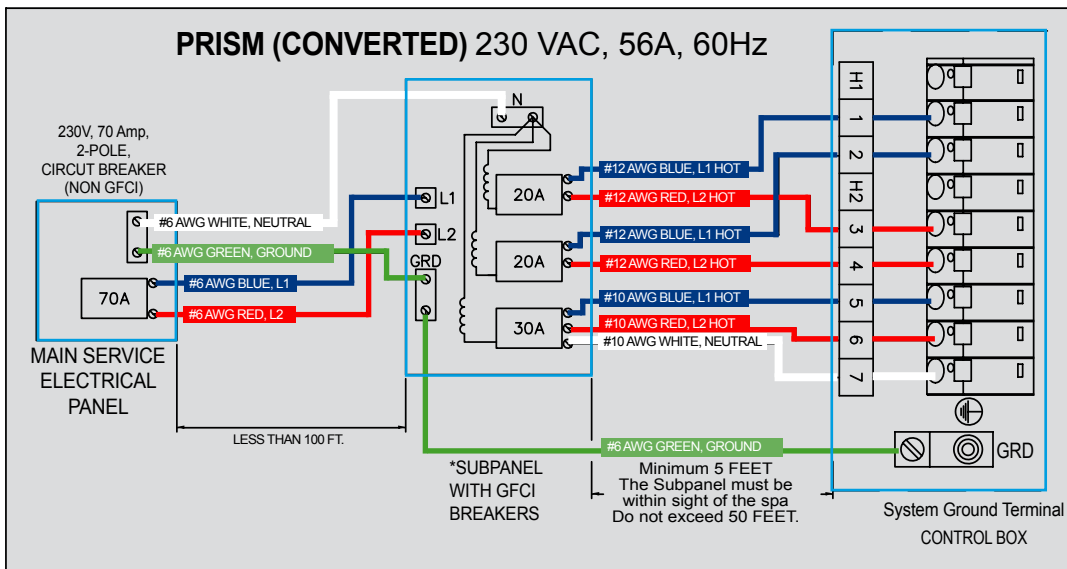 PRISM (CONVERTED) 230 VAC, 56A, 60Hz
230V, 70 Amp,
2-POLE,
CIRCUT BREAKER
(NON GFCI)
#6 AWG WHITE, NEUTRAL
#6 AWG GREEN, GROUND
70A
#6 AWG BLUE, L1
#6 AWG RED, L2
MAIN SERVICE
ELECTRICAL
PANEL
LESS THAN 100 FT.
N
L1
L2
GRD
20A
20A
30A
*SUBPANEL
WITH GFCI
BREAKERS
#12 AWG BLUE, L1 HOT
#12 AWG RED, L2 HOT
#12 AWG BLUE, L1 HOT
#12 AWG RED, L2 HOT
#10 AWG BLUE, L1 HOT
#10 AWG RED, L2 HOT
#10 AWG WHITE, NEUTRAL
#6 AWG GREEN, GROUND
Minimum 5 FEET
The Subpanel must be
within sight of the spa
Do not exceed 50 FEET.
H1
1
2
H2
3
4
5
6
7
GRD
System Ground Terminal
CONTROL BOX